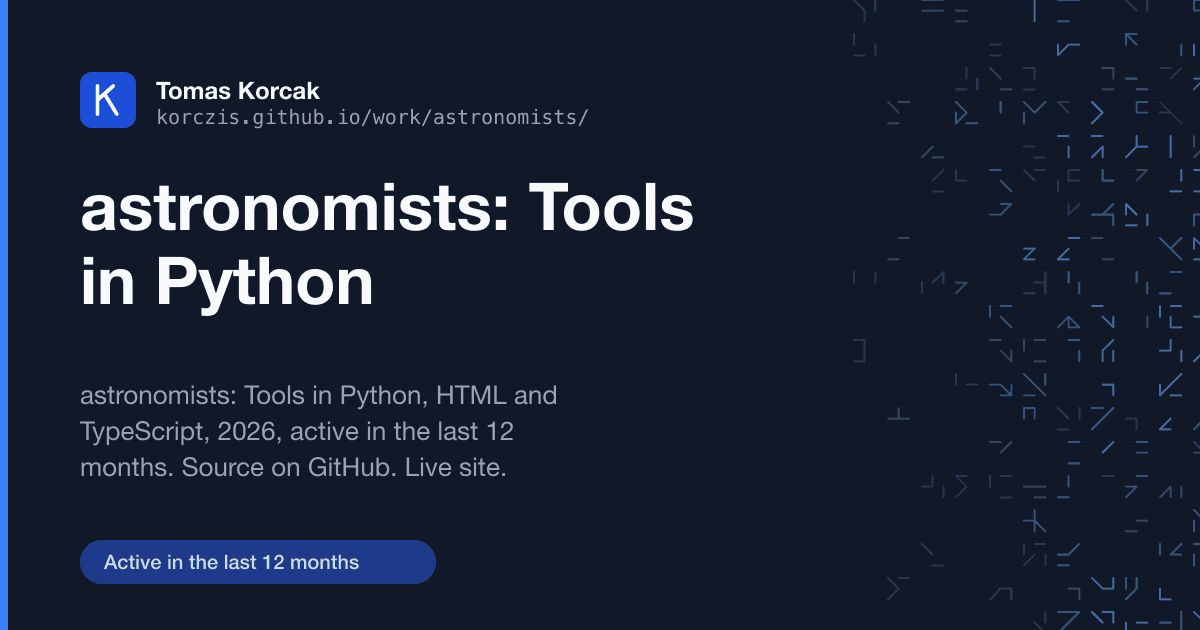 K
Tomas Korcak
korczis.github.io/work/astronomists/
astronomists: Tools
in Python
astronomists: Tools in Python, HTML and
TypeScript, 2026, active in the last 12
months. Source on GitHub. Live site.
Active in the last 12 months